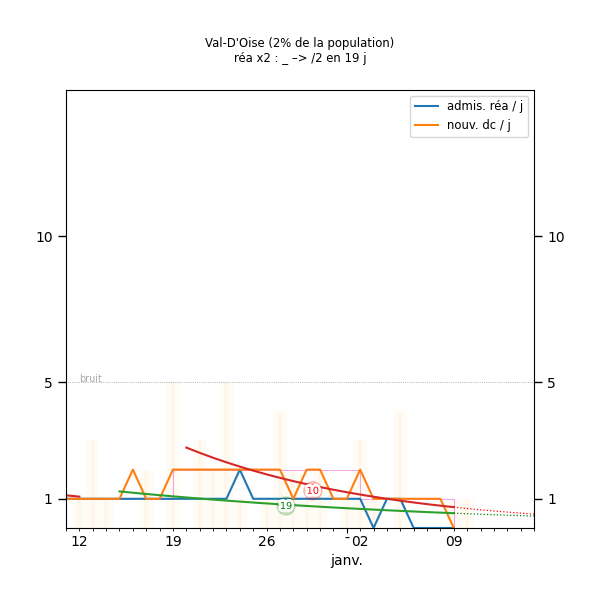 Val-D'Oise (2% de la population)
réa x2 : _ –> /2 en 19 j
admis. réa / j
nouv. dc / j
10
10
5
5
bruit
1
1
10
19
12
19
26
02
09
janv.